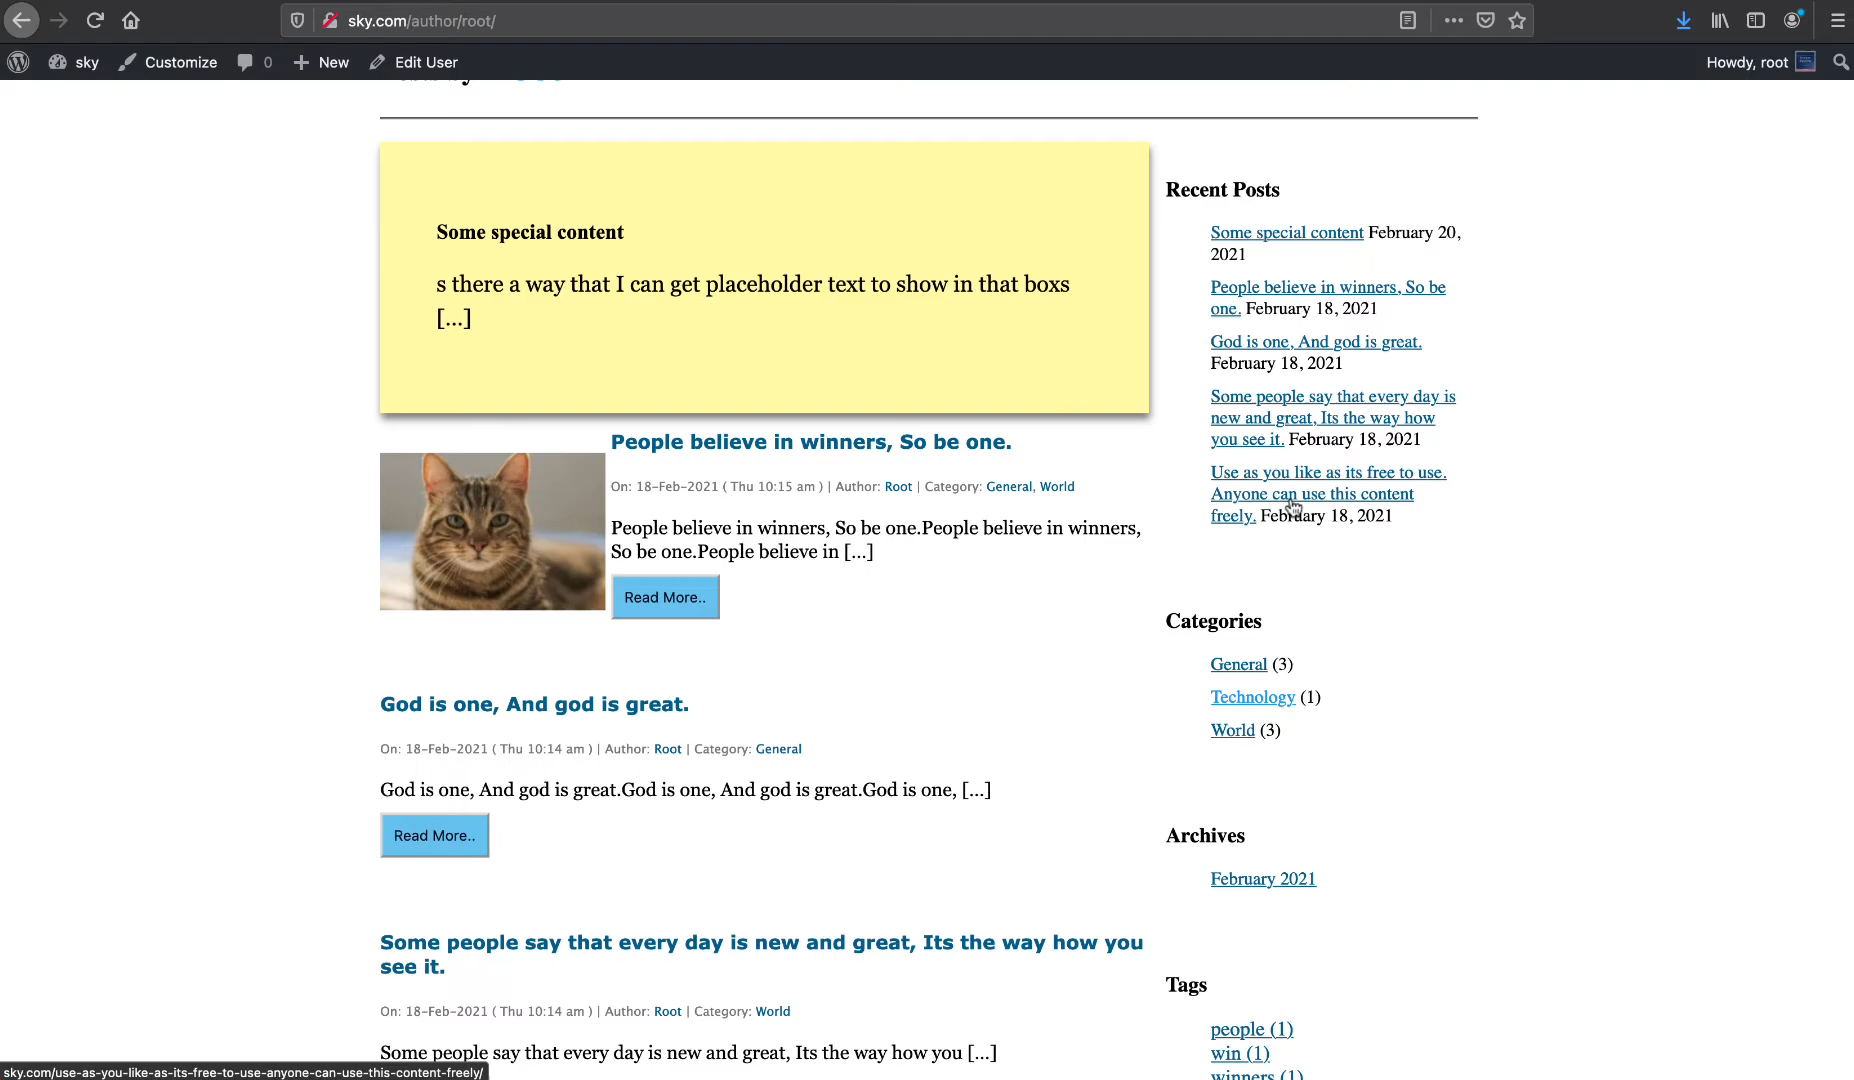 sky.com/author/root/
sky
Customize
0
New
Edit User
Howdy, root
Some special content
s there a way that I can get placeholder text to show in that boxs
[...]
People believe in winners, So be one.
On: 18-Feb-2021 ( Thu 10:15 am ) | Author: Root | Category: General, World
People believe in winners, So be one.People believe in winners,
So be one.People believe in [...]
Read More..
God is one, And god is great.
On: 18-Feb-2021 ( Thu 10:14 am ) | Author: Root | Category: General
God is one, And god is great.God is one, And god is great.God is one, [...]
Read More..
Some people say that every day is new and great, Its the way how you
see it.
On: 18-Feb-2021 ( Thu 10:14 am ) | Author: Root | Category: World
Some people say that every day is new and great, Its the way how you [...]
Recent Posts
Some special content February 20,
2021
People believe in winners, So be
one. February 18, 2021
God is one, And god is great.
February 18, 2021
Some people say that every day is
new and great, Its the way how
you see it. February 18, 2021
Use as you like as its free to use.
Anyone can use this content
freely. February 18, 2021
Categories
General (3)
Technology (1)
World (3)
Archives
February 2021
Tags
people (1)
win (1)
winners (1)
sky.com/use-as-you-like-as-its-free-to-use-anyone-can-use-this-content-freely/